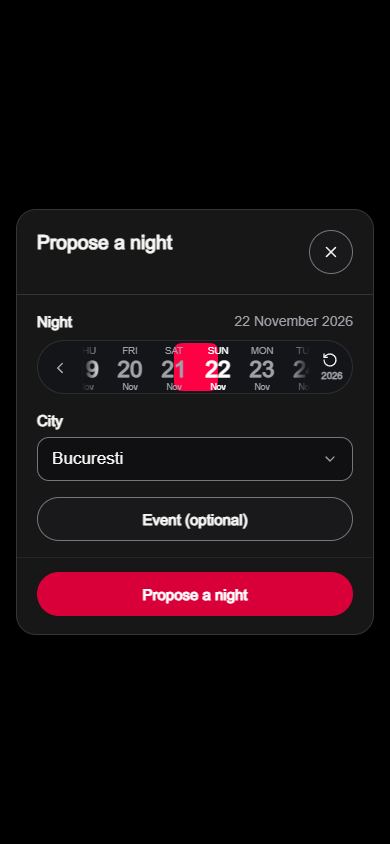 Propose a night
Night
22 November 2026
FRI SAT SUN MON
20 21 22 23
Nov Nov Nov Nov
2026
City
Bucuresti
Event (optional)
Propose a night